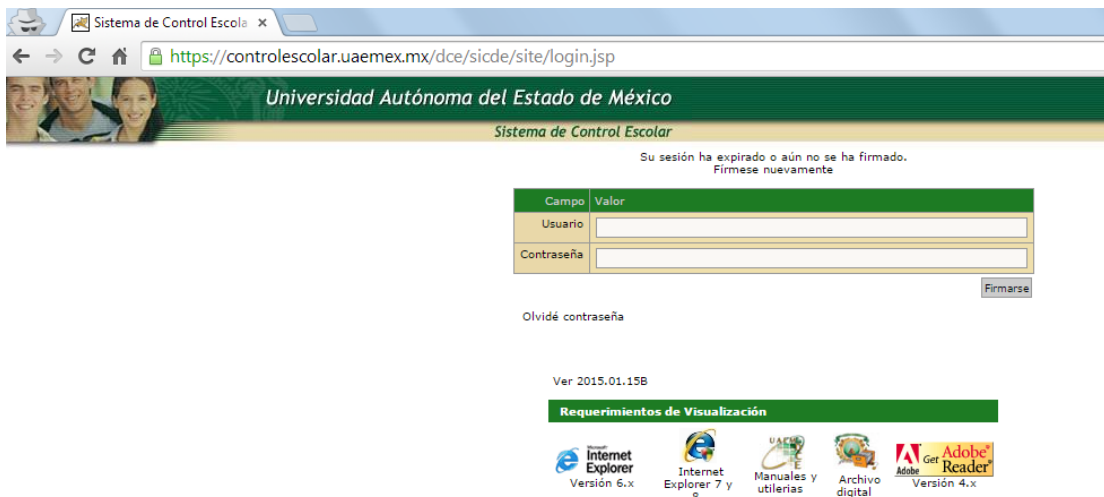 Sistema de Control Escola
https://controlescolar.uaemex.mx/dce/sicde/site/login.jsp
Universidad Autónoma del Estado de México
Sistema de Control Escolar
Su sesión ha expirado o aún no se ha firmado.
Fírmese nuevamente
Campo Valor
Usuario
Contraseña
Firmarse
Olvidé contraseña
Ver 2015.01.15B
Requerimientos de Visualización
Microsoft
Internet
Explorer
Versión 6.x
Internet
Explorer 7 y
UAEM
Manuales y
utilerias
Archivo
digital
Adobe
Get Adobe
Reader
Versión 4.x